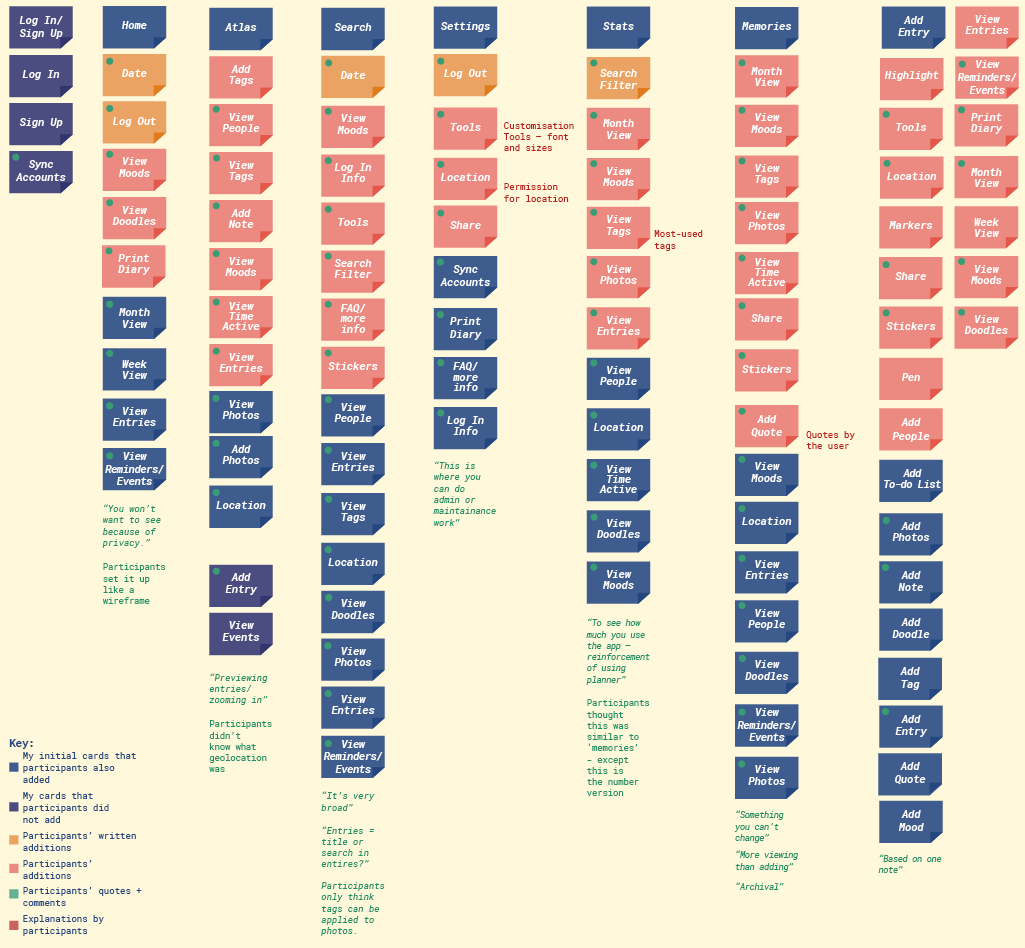 Log In/
Sign Up
Log In
Sign Up
Sync
Accounts
Home
Date
Log Out
View
Moods
View
Doodles
Print
Diary
Month
View
Week
View
View
Entries
View
Reminders/
Events
“You won’t
want to see
because of
privacy.”
Participants
set it up
like a
wireframe
Atlas
Add
Tags
View
People
View
Tags
Add
Note
View
Moods
View
Time
Active
View
Entries
View
Photos
Add
Photos
Location
Add
Entry
View
Events
“Previewing
entries/
zooming in”
Participants
didn’t
know what
geolocation
was
Search
Date
View
Moods
Log In
Info
Tools
Search
Filter
FAQ/
more
info
Stickers
View
People
View
Entries
View
Tags
Location
View
Doodles
View
Photos
View
Entries
View
Reminders/
Events
“It’s very
broad”
“Entries =
title or
search in
entires?”
Participants
only think
tags can be
applied to
photos.
Settings
Log Out
Tools
Customisation
Tools – font
and sizes
Location
Permission
for location
Share
Sync
Accounts
Print
Diary
FAQ/
more
info
Log In
Info
“This is
where you
can do
admin or
maintainance
work”
Stats
Search
Filter
Month
View
View
Moods
View
Tags
Most-used
tags
View
Photos
View
Entries
View
People
Location
View
Time
Active
View
Doodles
View
Moods
“To see how
much you use
the app –
reinforcement
of using
planner”
Participants
thought
this was
similar to
‘memories’
– except
this is
the number
version
Memories
Month
View
View
Moods
View
Tags
View
Photos
View
Time
Active
Share
Stickers
Add
Quote
Quotes by
the user
View
Moods
Location
View
Entries
View
People
View
Doodles
View
Reminders/
Events
View
Photos
“Something
you can’t
change”
“More viewing
than adding”
“Archival”
Add
Entry
Highlight
Tools
Location
Markers
Share
Stickers
Pen
Add
People
Add
To-do List
Add
Photos
Add
Note
Add
Doodle
Add
Tag
Add
Entry
Add
Quote
Add
Mood
“Based on one
note”
View
Entries
View
Reminders/
Events
Print
Diary
Month
View
Week
View
View
Moods
View
Doodles
Key:
My initial cards that
participants also
added
My cards that
participants did
not add
Participants’ written
additions
Participants’
additions
Participants’ quotes +
comments
Explanations by
participants